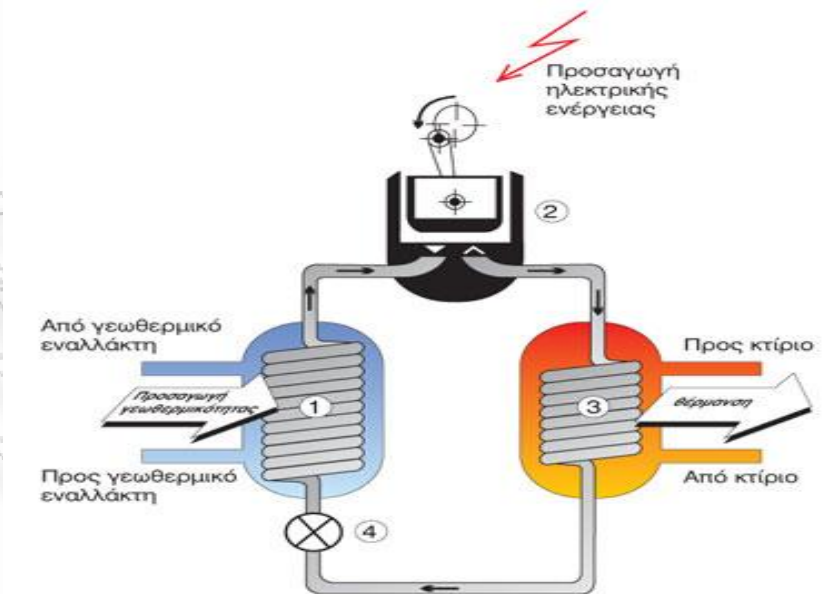 Προσαγωγή
ηλεκτρικής
ενέργειας
2
Από γεωθερμικό
εναλλάκτη
Προς κτίριο
Προσαγωγή
γεωθερμικότητας
1
3
θέρμανση
Προς γεωθερμικό
εναλλάκτη
Από κτίριο
4